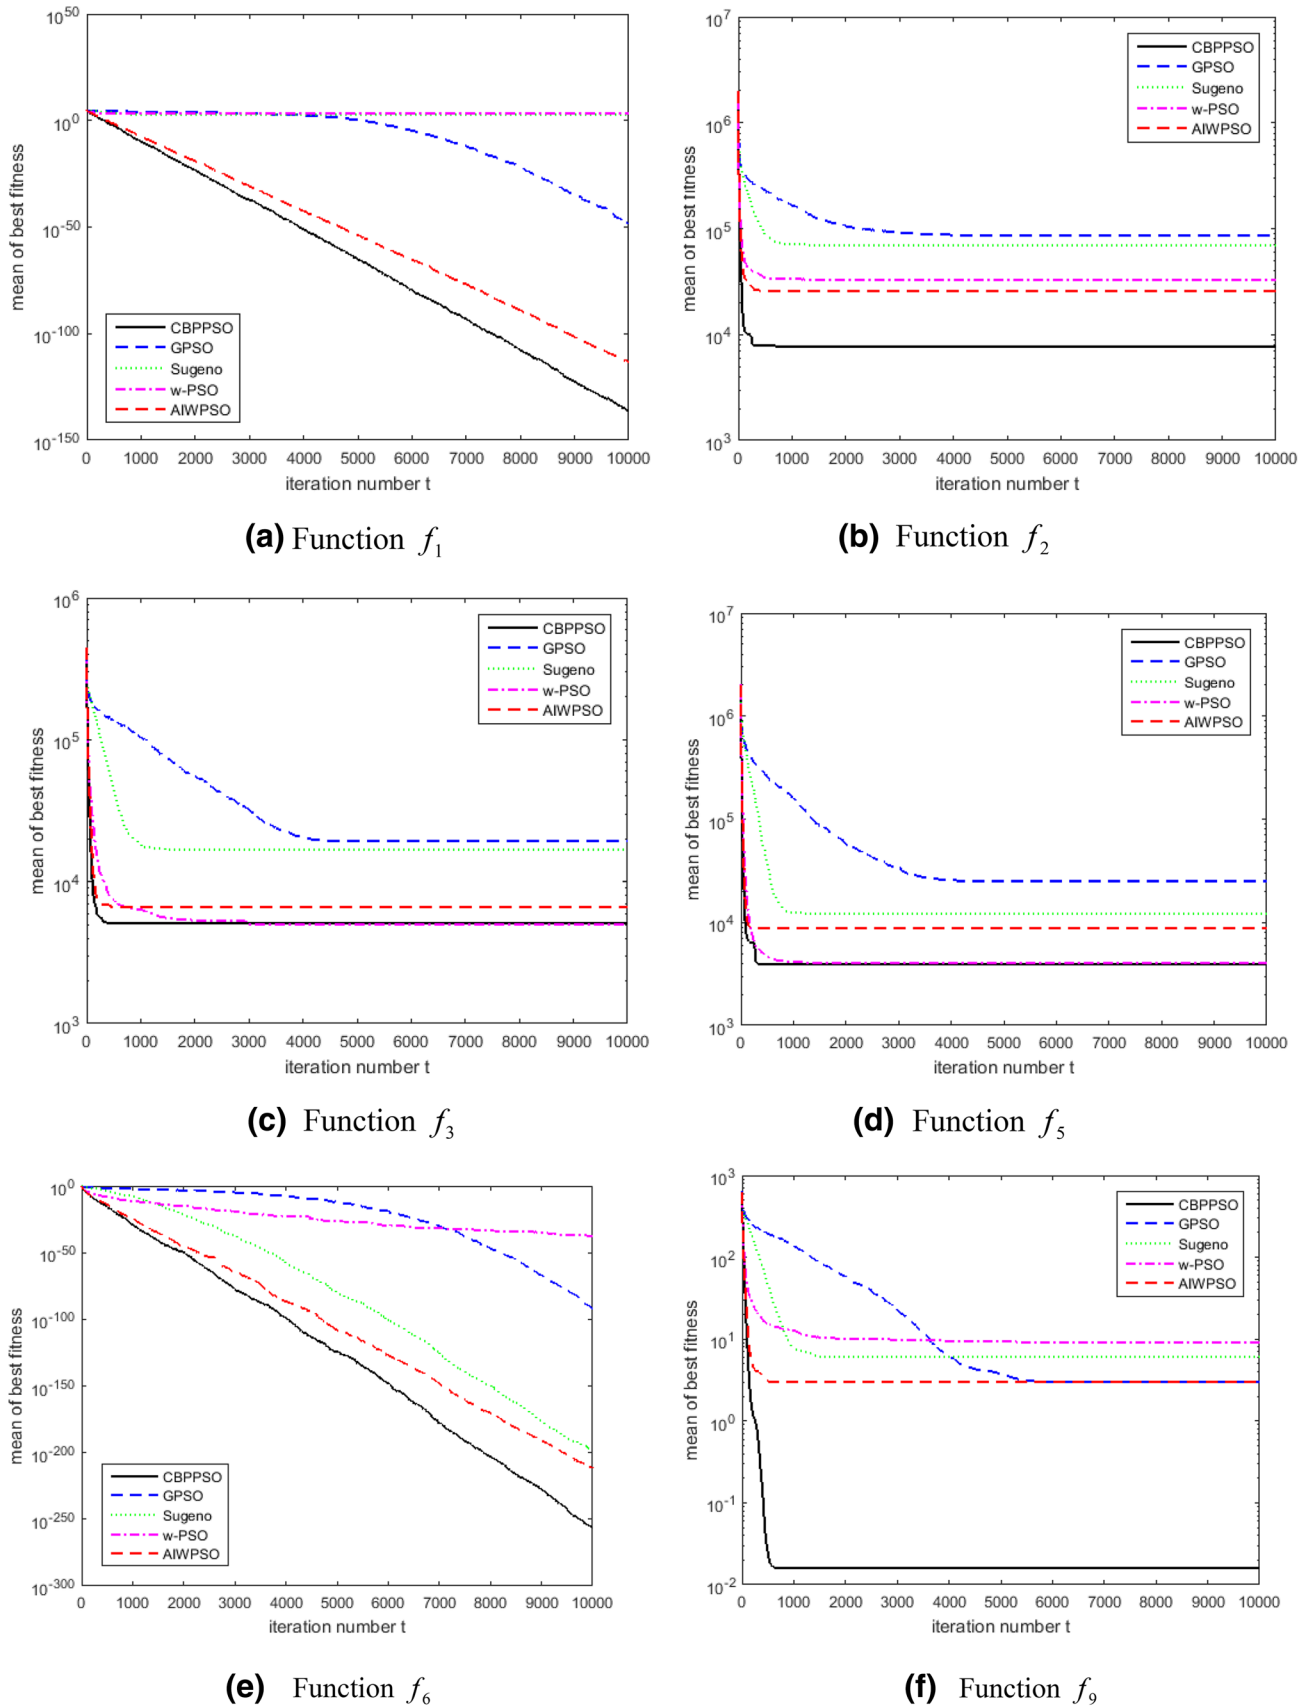 10^50
10^0
10^-50
10^-100
10^-150
mean of best fitness
CBPPSO
GPSO
Sugeno
w-PSO
AIWPSO
0 1000 2000 3000 4000 5000 6000 7000 8000 9000 10000
iteration number t
(a) Function f_1
10^7
10^6
10^5
10^4
10^3
mean of best fitness
CBPPSO
GPSO
Sugeno
w-PSO
AIWPSO
0 1000 2000 3000 4000 5000 6000 7000 8000 9000 10000
iteration number t
(b) Function f_2
10^6
10^5
10^4
10^3
mean of best fitness
CBPPSO
GPSO
Sugeno
w-PSO
AIWPSO
0 1000 2000 3000 4000 5000 6000 7000 8000 9000 10000
iteration number t
(c) Function f_3
10^7
10^6
10^5
10^4
10^3
mean of best fitness
CBPPSO
GPSO
Sugeno
w-PSO
AIWPSO
0 1000 2000 3000 4000 5000 6000 7000 8000 9000 10000
iteration number t
(d) Function f_5
10^0
10^-50
10^-100
10^-150
10^-200
10^-250
10^-300
mean of best fitness
CBPPSO
GPSO
Sugeno
w-PSO
AIWPSO
0 1000 2000 3000 4000 5000 6000 7000 8000 9000 10000
iteration number t
(e) Function f_6
10^3
10^2
10^1
10^0
10^-1
10^-2
mean of best fitness
CBPPSO
GPSO
Sugeno
w-PSO
AIWPSO
0 1000 2000 3000 4000 5000 6000 7000 8000 9000 10000
iteration number t
(f) Function f_9